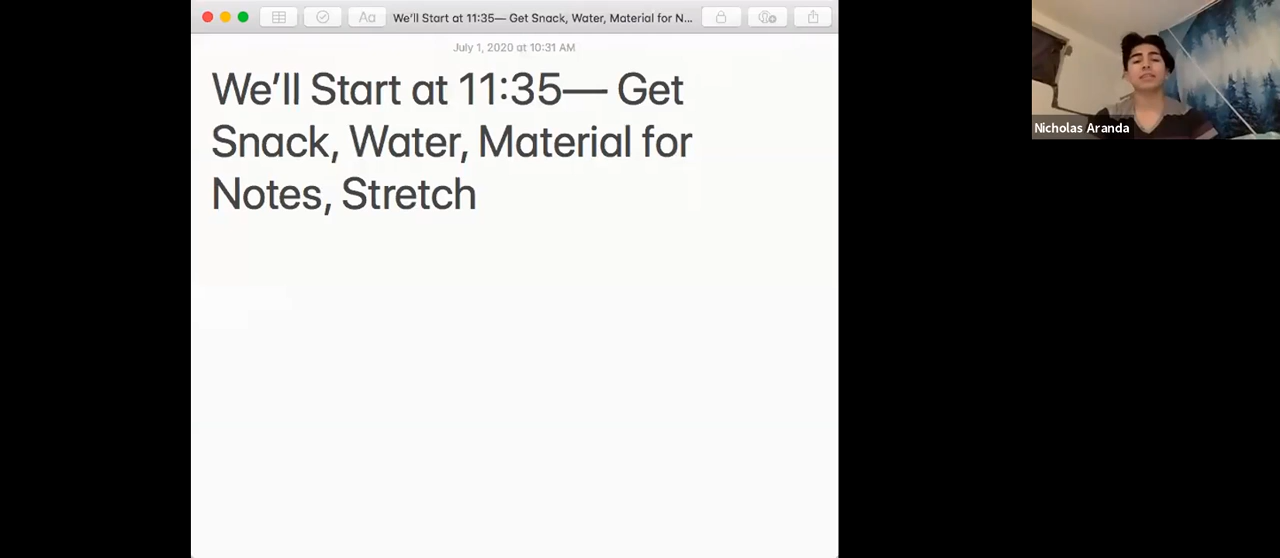 We'll Start at 11:35— Get Snack, Water, Material for N...
July 1, 2020 at 10:31 AM
We'll Start at 11:35— Get
Snack, Water, Material for
Notes, Stretch
Aa
Nicholas Aranda